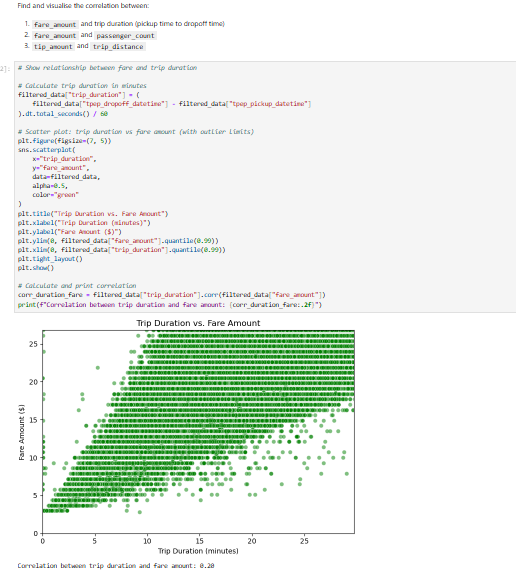 Find and visualise the correlation between:
1. fare_amount and trip duration (pickup time to dropoff time)
2. fare_amount and passenger_count
3. tip_amount and trip_distance
2]:
# Show relationship between fare and trip duration
# Calculate trip duration in minutes
filtered_data["trip_duration"] = (
filtered_data["tpep_dropoff_datetime"] - filtered_data["tpep_pickup_datetime"]
).dt.total_seconds() / 60
# Scatter plot: trip duration vs fare amount (with outlier limits)
plt.figure(figsize=(7, 5))
sns.scatterplot(
x="trip_duration",
y="fare_amount",
data=filtered_data,
alpha=0.5,
color="green"
)
plt.title("Trip Duration vs. Fare Amount")
plt.xlabel("Trip Duration (minutes)")
plt.ylabel("Fare Amount ($)")
plt.ylim(0, filtered_data["fare_amount"].quantile(0.99))
plt.xlim(0, filtered_data["trip_duration"].quantile(0.99))
plt.tight_layout()
plt.show()
# Calculate and print correlation
corr_duration_fare = filtered_data["trip_duration"].corr(filtered_data["fare_amount"])
print(f"Correlation between trip duration and fare amount: {corr_duration_fare:.2f}")
Trip Duration vs. Fare Amount
25
20
15
10
5
0
Fare Amount ($)
0 5 10 15 20 25
Trip Duration (minutes)
Correlation between trip duration and fare amount: 0.20